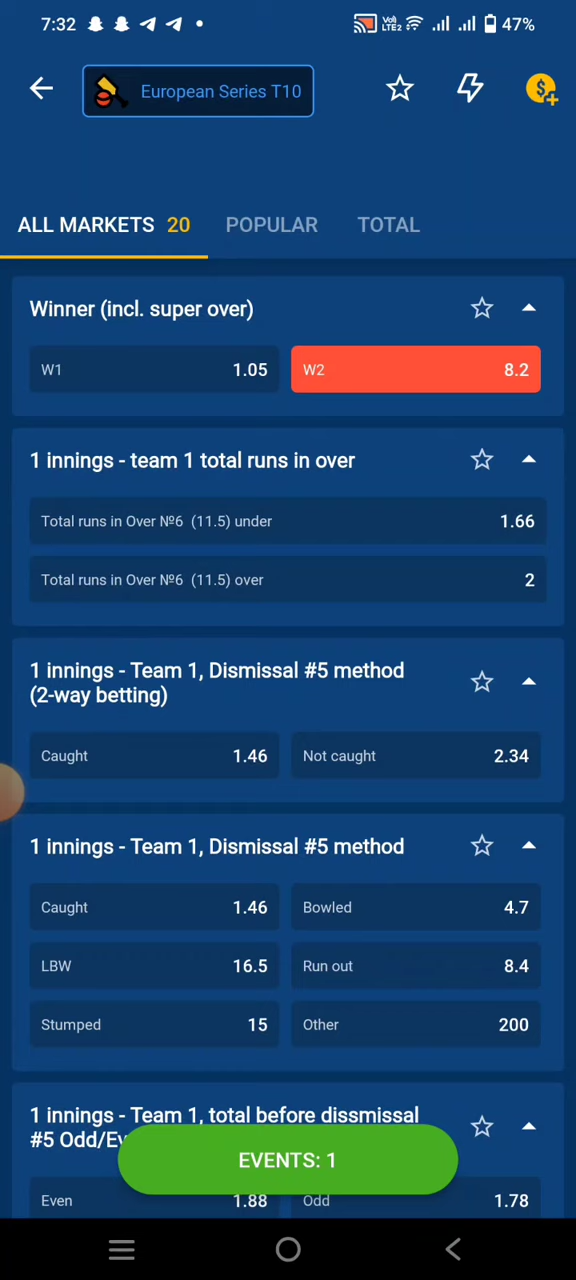 7:32
Vo)) LTE2
47%
European Series T10
ALL MARKETS 20 POPULAR TOTAL
Winner (incl. super over)
W1 1.05 W2 8.2
1 innings - team 1 total runs in over
Total runs in Over №6 (11.5) under 1.66
Total runs in Over №6 (11.5) over 2
1 innings - Team 1, Dismissal #5 method
(2-way betting)
Caught 1.46 Not caught 2.34
1 innings - Team 1, Dismissal #5 method
Caught 1.46 Bowled 4.7
LBW 16.5 Run out 8.4
Stumped 15 Other 200
1 innings - Team 1, total before dissmissal
#5 Odd/Ev
EVENTS: 1
Even 1.88 Odd 1.78